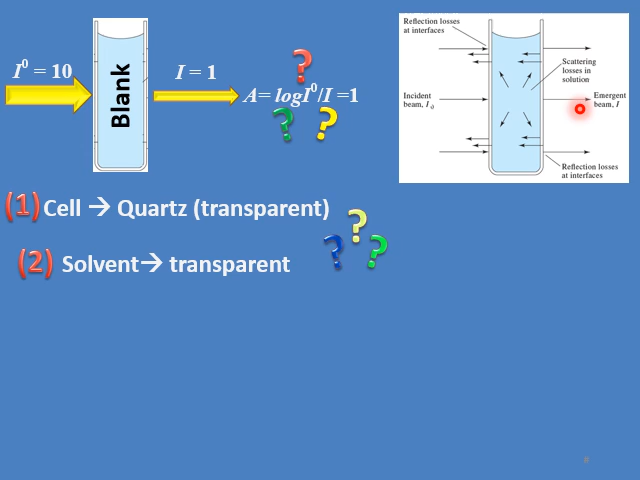 I⁰ = 10
Blank
I = 1
?
A= logI⁰/I =1
? ?
Reflection losses
at interfaces
Scattering
losses in
solution
Incident
beam, I₀
Emergent
beam, I
Reflection losses
at interfaces
(1) Cell → Quartz (transparent)
?
(2) Solvent→ transparent
? ?